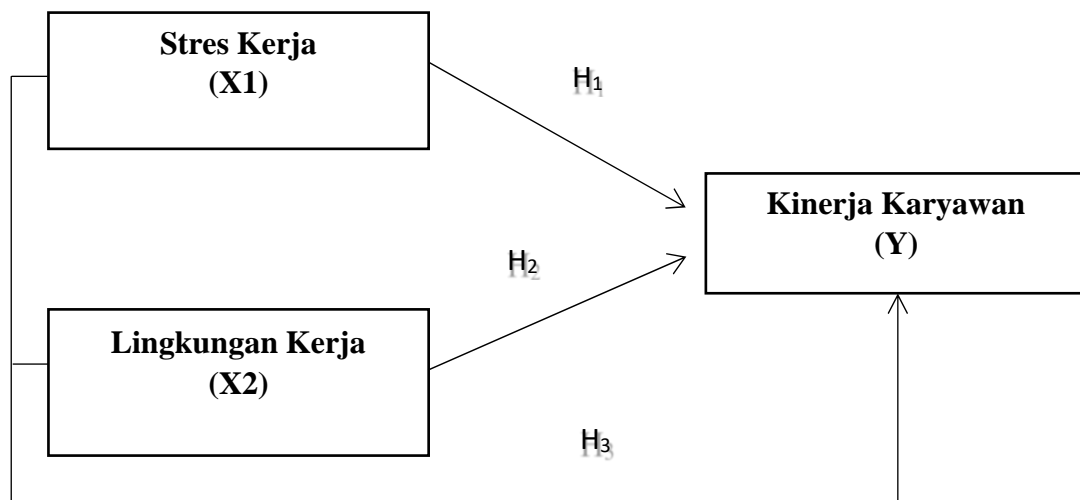 Stres Kerja
(X1)
H₁
Kinerja Karyawan
(Y)
H₂
Lingkungan Kerja
(X2)
H₃